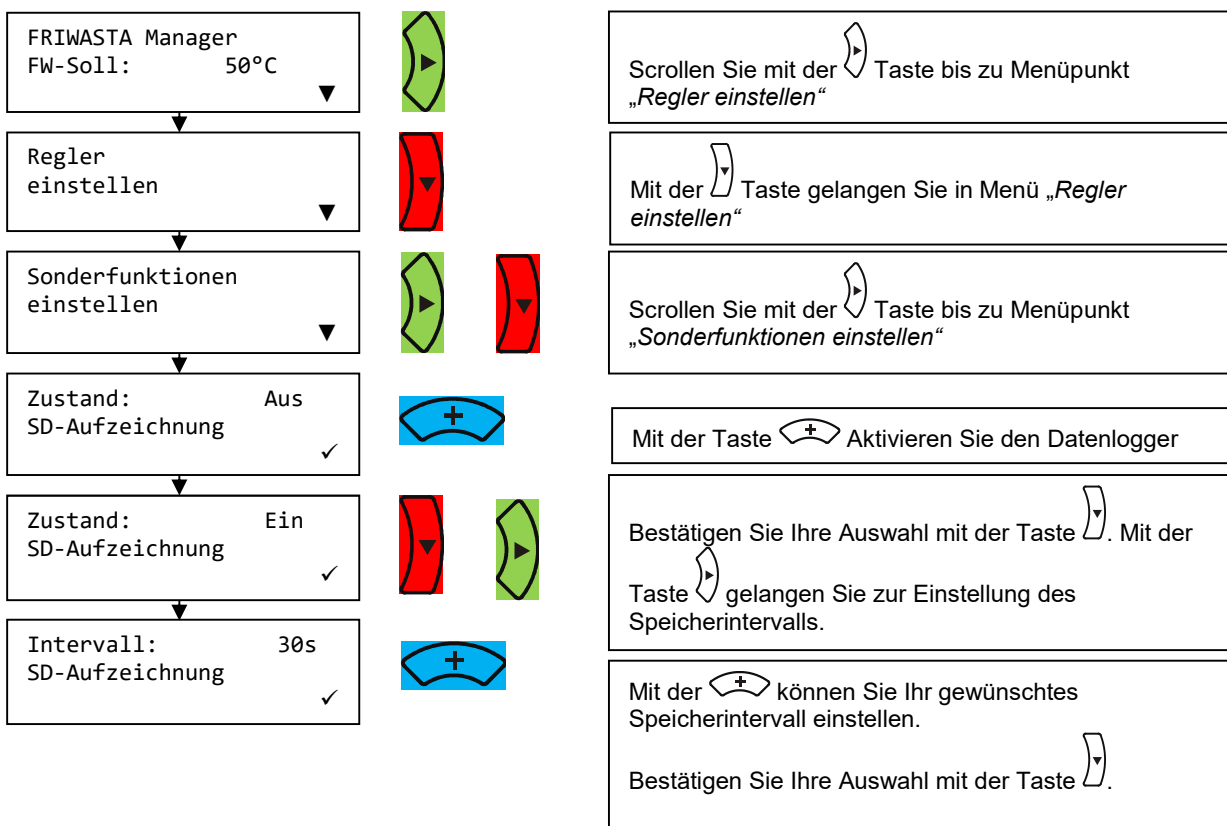 FRIWASTA Manager
FW-Soll: 50°C
▼
Scrollen Sie mit der Taste bis zu Menüpunkt
„Regler einstellen“
Regler
einstellen
▼
Mit der Taste gelangen Sie in Menü „Regler
einstellen“
Sonderfunktionen
einstellen
▼
Scrollen Sie mit der Taste bis zu Menüpunkt
„Sonderfunktionen einstellen“
Zustand: Aus
SD-Aufzeichnung
✓
Mit der Taste + Aktivieren Sie den Datenlogger
Zustand: Ein
SD-Aufzeichnung
✓
Bestätigen Sie Ihre Auswahl mit der Taste . Mit der
Taste gelangen Sie zur Einstellung des
Speicherintervalls.
Intervall: 30s
SD-Aufzeichnung
✓
Mit der + können Sie Ihr gewünschtes
Speicherintervall einstellen.
Bestätigen Sie Ihre Auswahl mit der Taste .